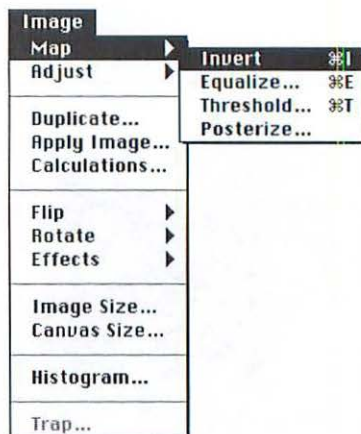 Image
Map
Adjust
Duplicate...
Apply Image...
Calculations...
Flip
Rotate
Effects
Image Size...
Canvas Size...
Histogram...
Trap...
Invert ⌘I
Equalize... ⌘E
Threshold... ⌘T
Posterize...